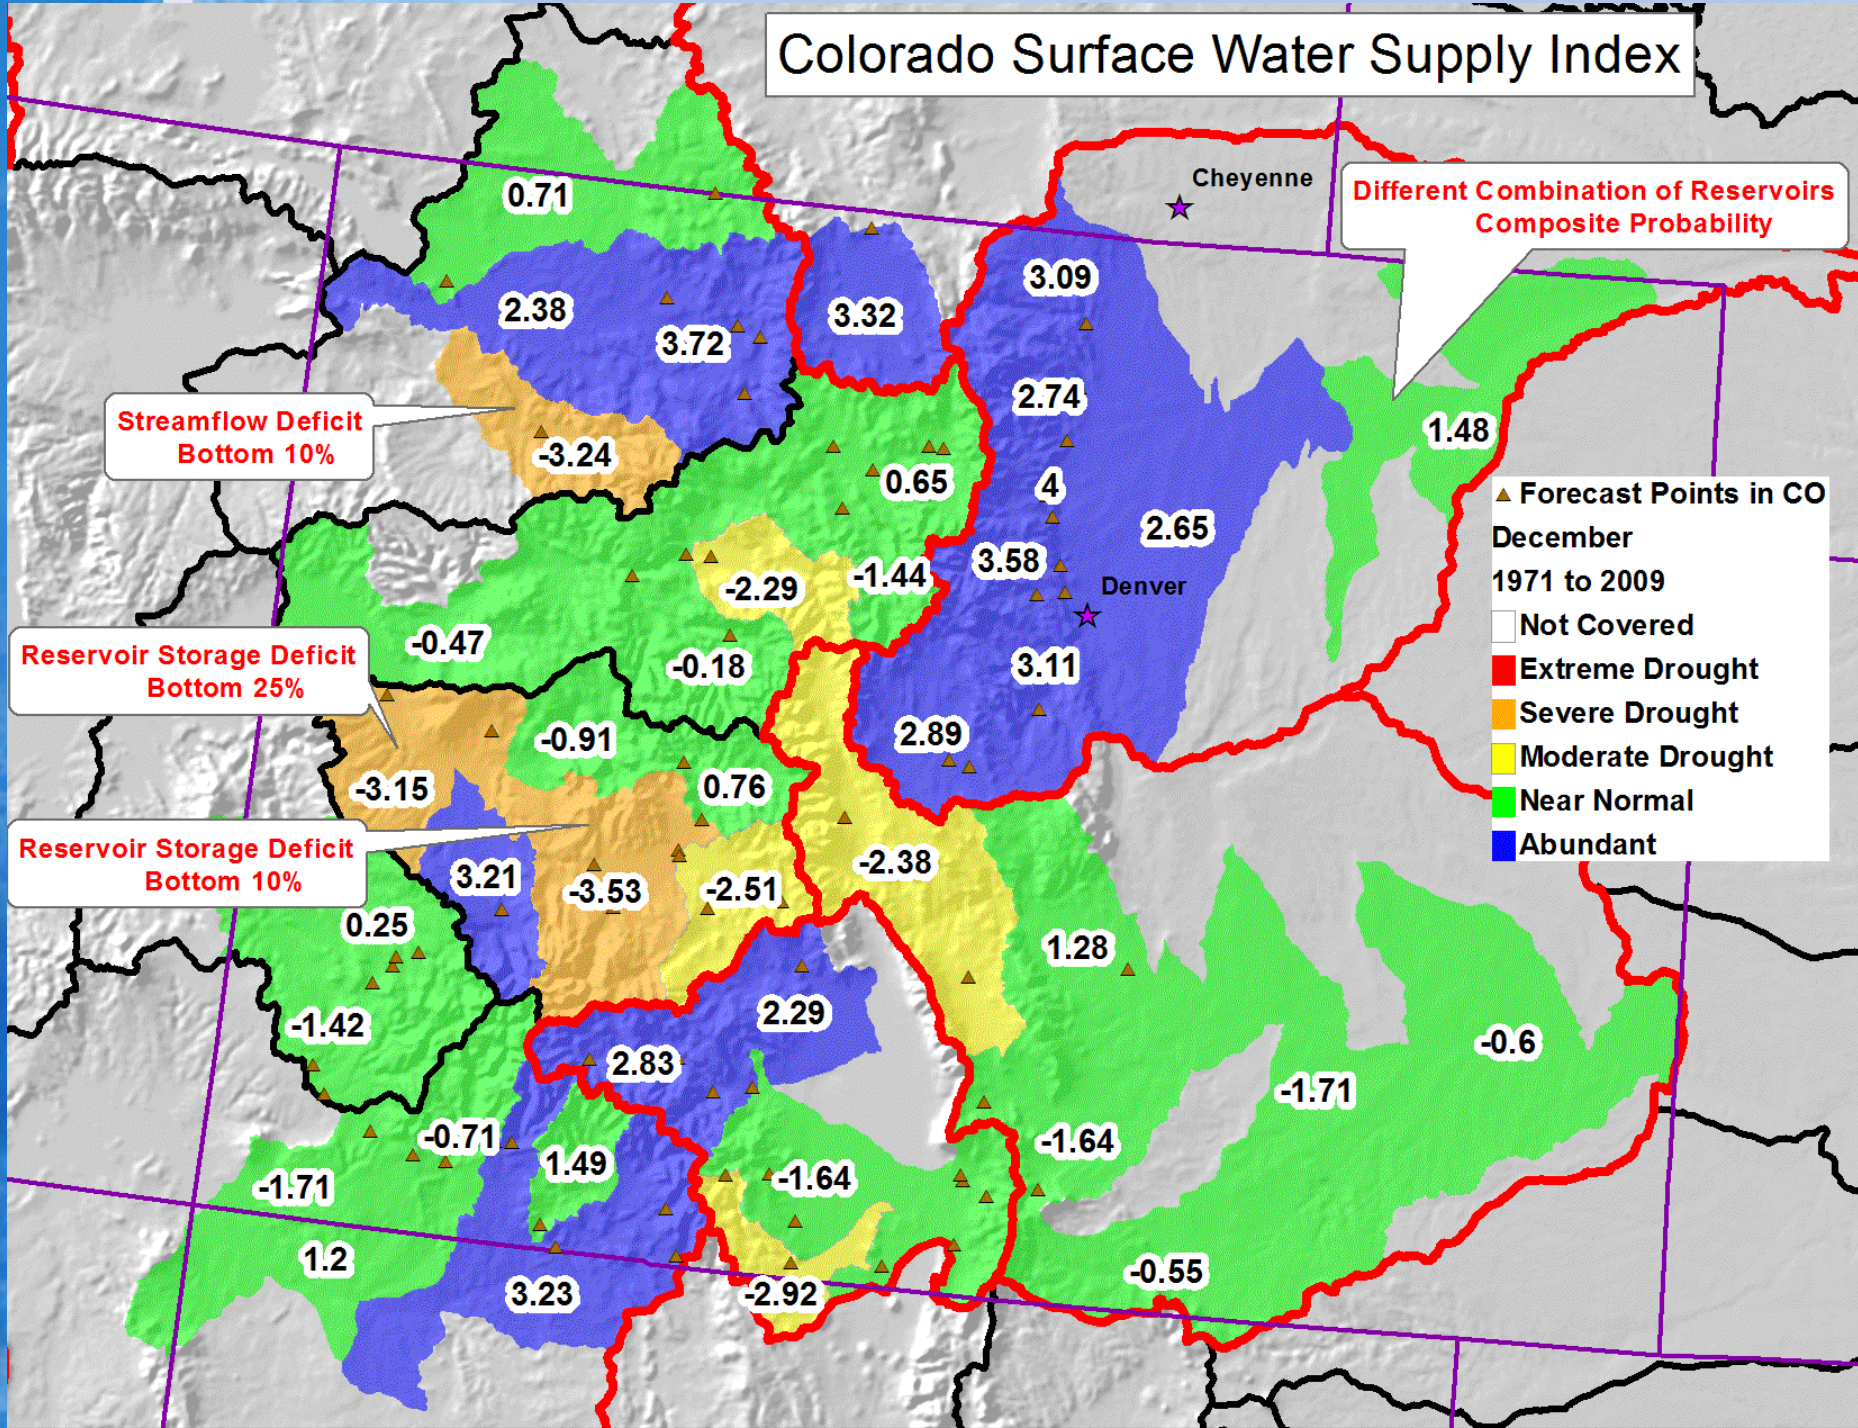 Colorado Surface Water Supply Index
Cheyenne
Different Combination of Reservoirs
Composite Probability
0.71
3.09
2.38
3.72
3.32
2.74
Streamflow Deficit
Bottom 10%
-3.24
1.48
0.65
4
2.65
Forecast Points in CO
December
1971 to 2009
Not Covered
Extreme Drought
Severe Drought
Moderate Drought
Near Normal
Abundant
-2.29
-1.44
3.58
Denver
-0.47
-0.18
3.11
Reservoir Storage Deficit
Bottom 25%
-0.91
2.89
-3.15
0.76
Reservoir Storage Deficit
Bottom 10%
3.21
-3.53
-2.51
-2.38
0.25
1.28
-1.42
2.29
2.83
-0.6
-1.71
-0.71
1.49
-1.64
-1.64
-1.71
1.2
3.23
-2.92
-0.55